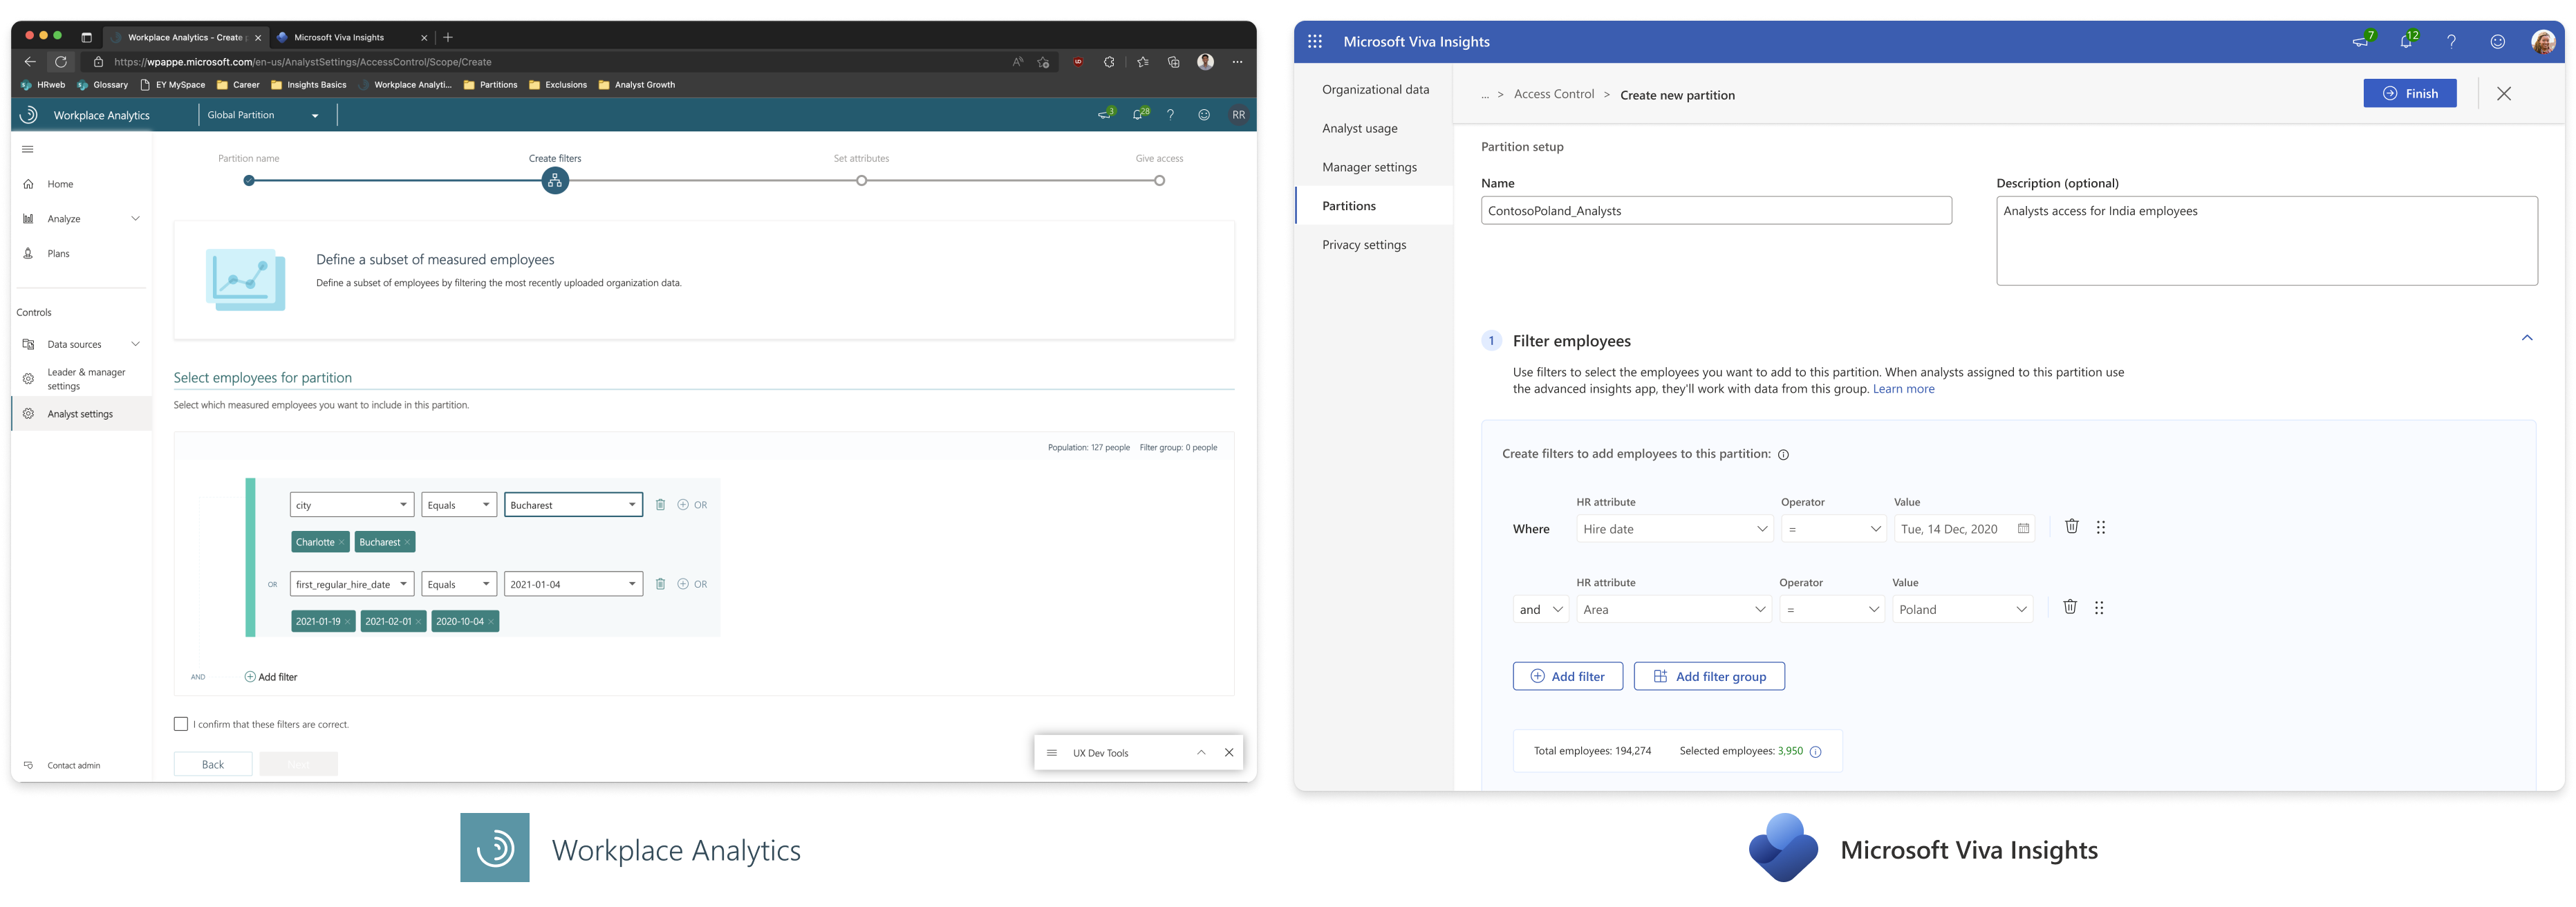 Workplace Analytics - Create
Microsoft Viva Insights
https://wpappe.microsoft.com/en-us/AnalystSettings/AccessControl/Scope/Create
HRweb
Glossary
EY MySpace
Career
Insights Basics
Workplace Analyti...
Partitions
Exclusions
Analyst Growth
Workplace Analytics
Global Partition
3
28
?
RR
Home
Analyze
Plans
Controls
Data sources
Leader & manager
settings
Analyst settings
Contact admin
Partition name
Create filters
Set attributes
Give access
Define a subset of measured employees
Define a subset of employees by filtering the most recently uploaded organization data.
Select employees for partition
Select which measured employees you want to include in this partition.
Population: 127 people Filter group: 0 people
city
Equals
Bucharest
OR
Charlotte
Bucharest
OR
first_regular_hire_date
Equals
2021-01-04
OR
2021-01-19
2021-02-01
2020-10-04
AND
Add filter
I confirm that these filters are correct.
Back
Next
UX Dev Tools
Workplace Analytics
Microsoft Viva Insights
7
12
?
Organizational data
Analyst usage
Manager settings
Partitions
Privacy settings
... > Access Control > Create new partition
Finish
Partition setup
Name
ContosoPoland_Analysts
Description (optional)
Analysts access for India employees
1 Filter employees
Use filters to select the employees you want to add to this partition. When analysts assigned to this partition use
the advanced insights app, they'll work with data from this group. Learn more
Create filters to add employees to this partition:
HR attribute
Operator
Value
Where
Hire date
=
Tue, 14 Dec, 2020
HR attribute
Operator
Value
and
Area
=
Poland
Add filter
Add filter group
Total employees: 194,274
Selected employees: 3,950
Microsoft Viva Insights